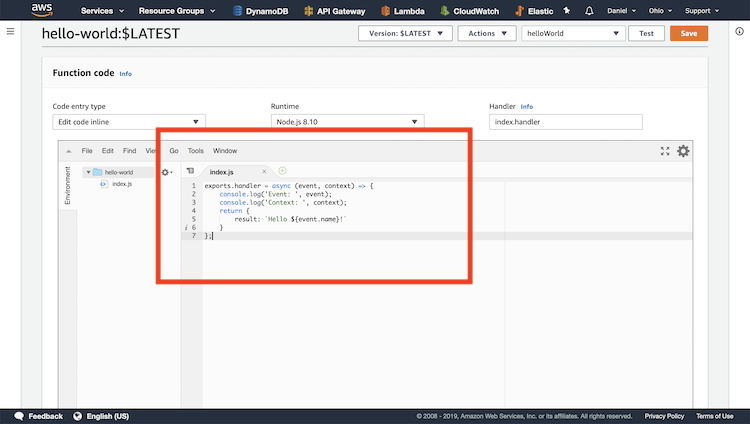 aws Services Resource Groups DynamoDB API Gateway Lambda CloudWatch Elastic Daniel Ohio Support
hello-world:$LATEST Version: $LATEST Actions helloWorld Test Save
Function code Info
Code entry type Runtime Handler Info
Edit code inline Node.js 8.10 index.handler
File Edit Find View Go Tools Window
Environment
hello-world index.js
index.js
1 exports.handler = async (event, context) => {
2 console.log('Event: ', event);
3 console.log('Context: ', context);
4 return {
5 result: `Hello ${event.name}!`
i 6 }
7 };
Feedback English (US) © 2008 - 2019, Amazon Web Services, Inc. or its affiliates. All rights reserved. Privacy Policy Terms of Use